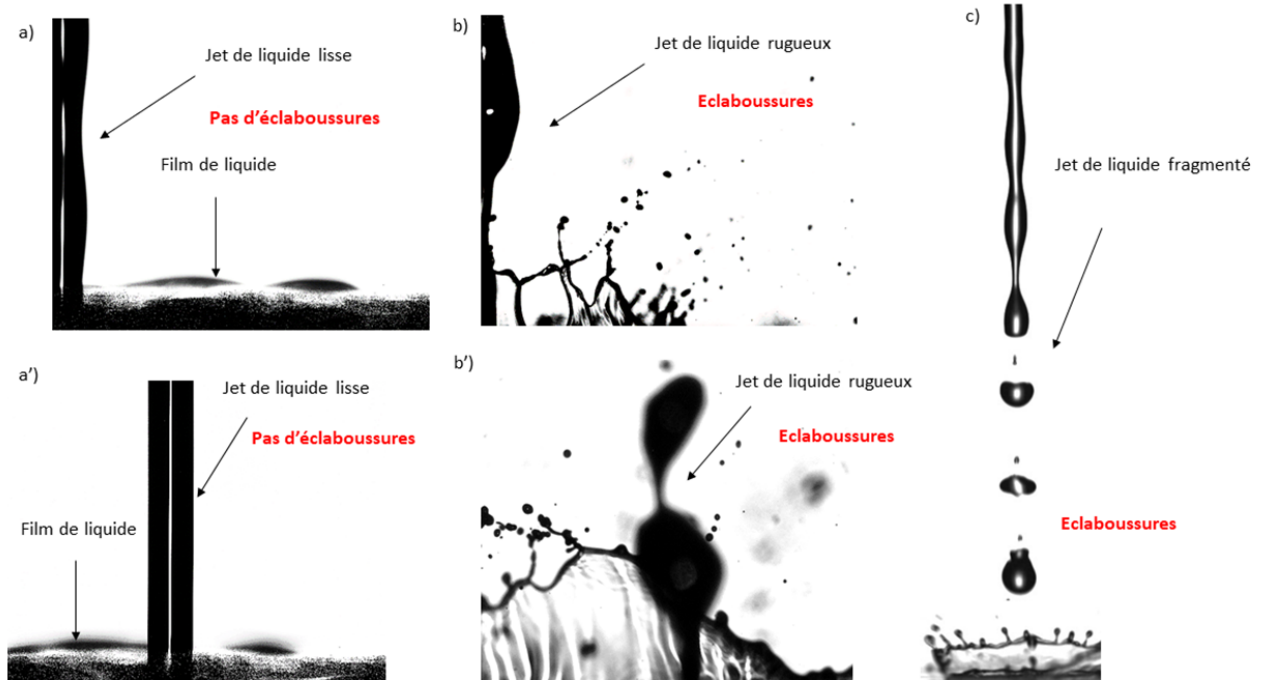 a)
Jet de liquide lisse
Pas d'éclaboussures
Film de liquide
b)
Jet de liquide rugueux
Eclaboussures
c)
Jet de liquide fragmenté
Eclaboussures
a')
Jet de liquide lisse
Pas d'éclaboussures
Film de liquide
b')
Jet de liquide rugueux
Eclaboussures